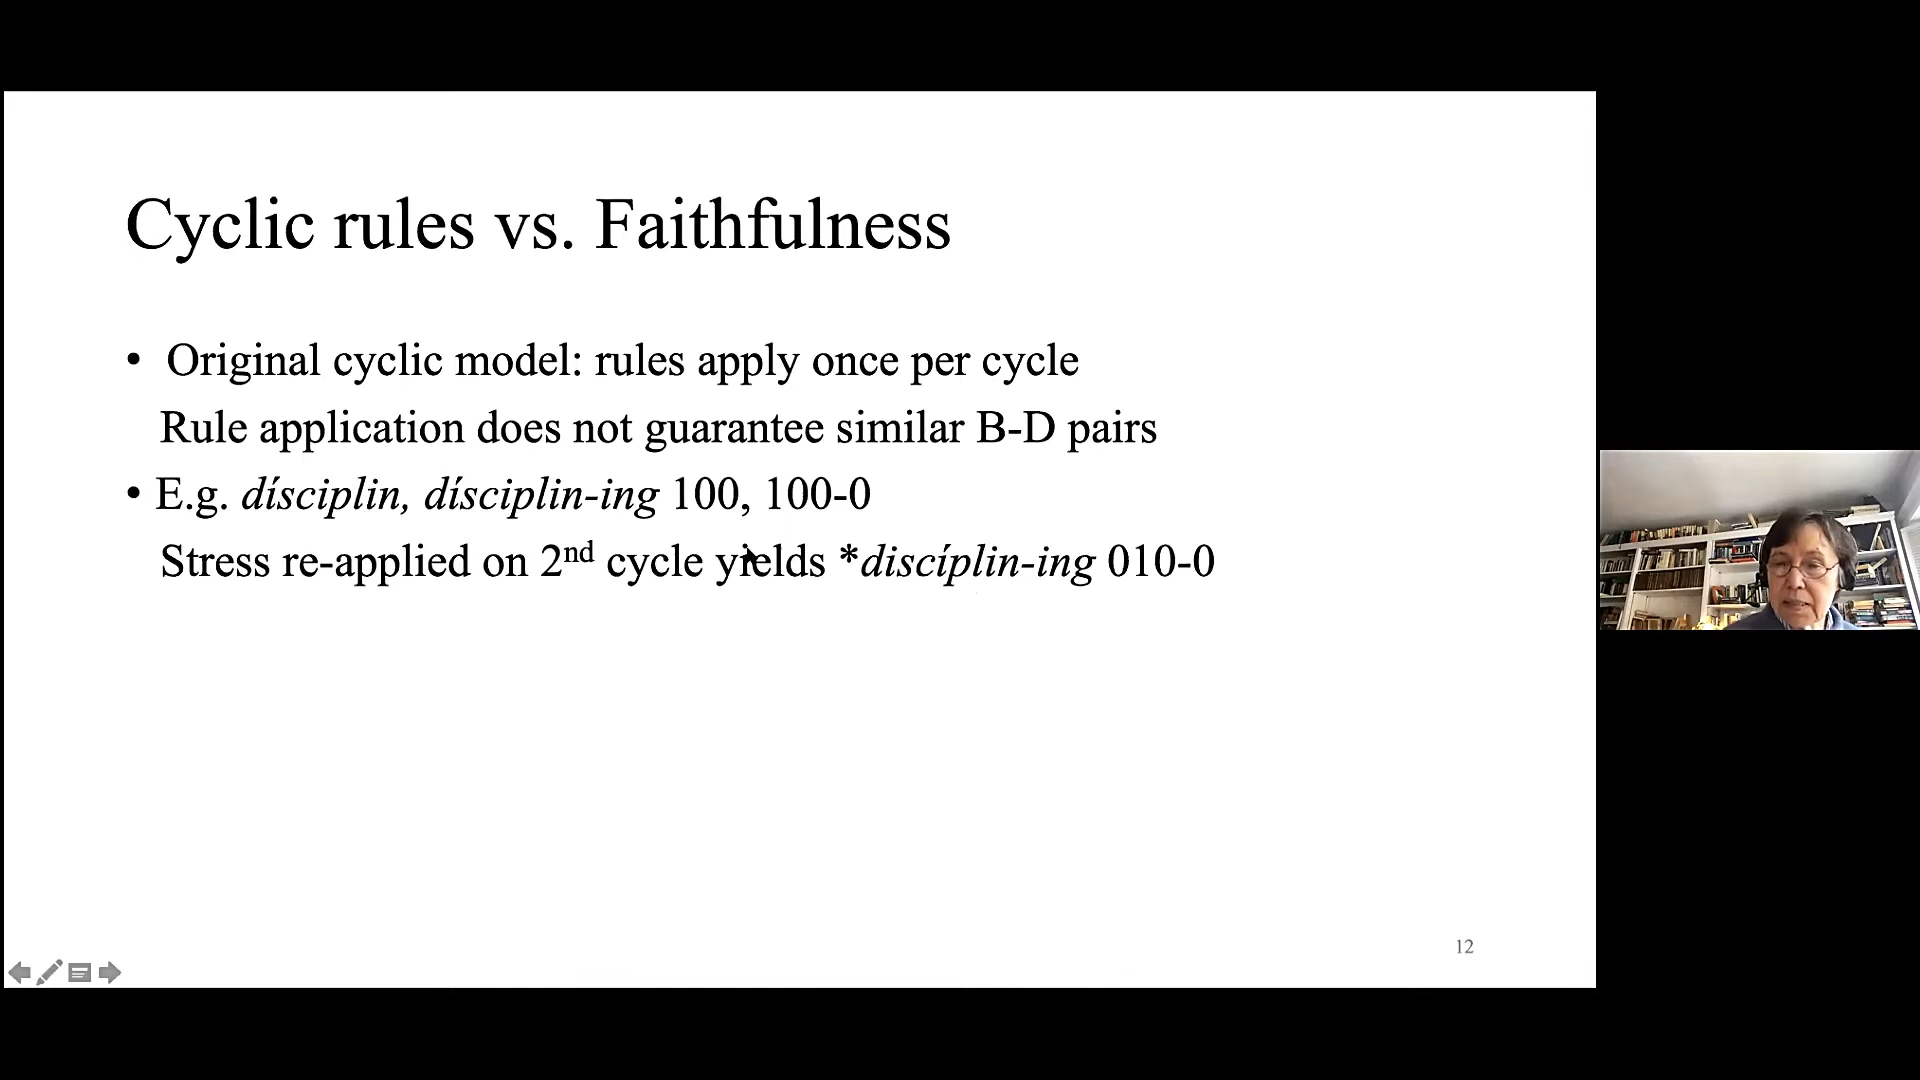 Cyclic rules vs. Faithfulness
• Original cyclic model: rules apply once per cycle
Rule application does not guarantee similar B-D pairs
• E.g. dísciplin, dísciplin-ing 100, 100-0
Stress re-applied on 2nd cycle yields *discíplin-ing 010-0
12